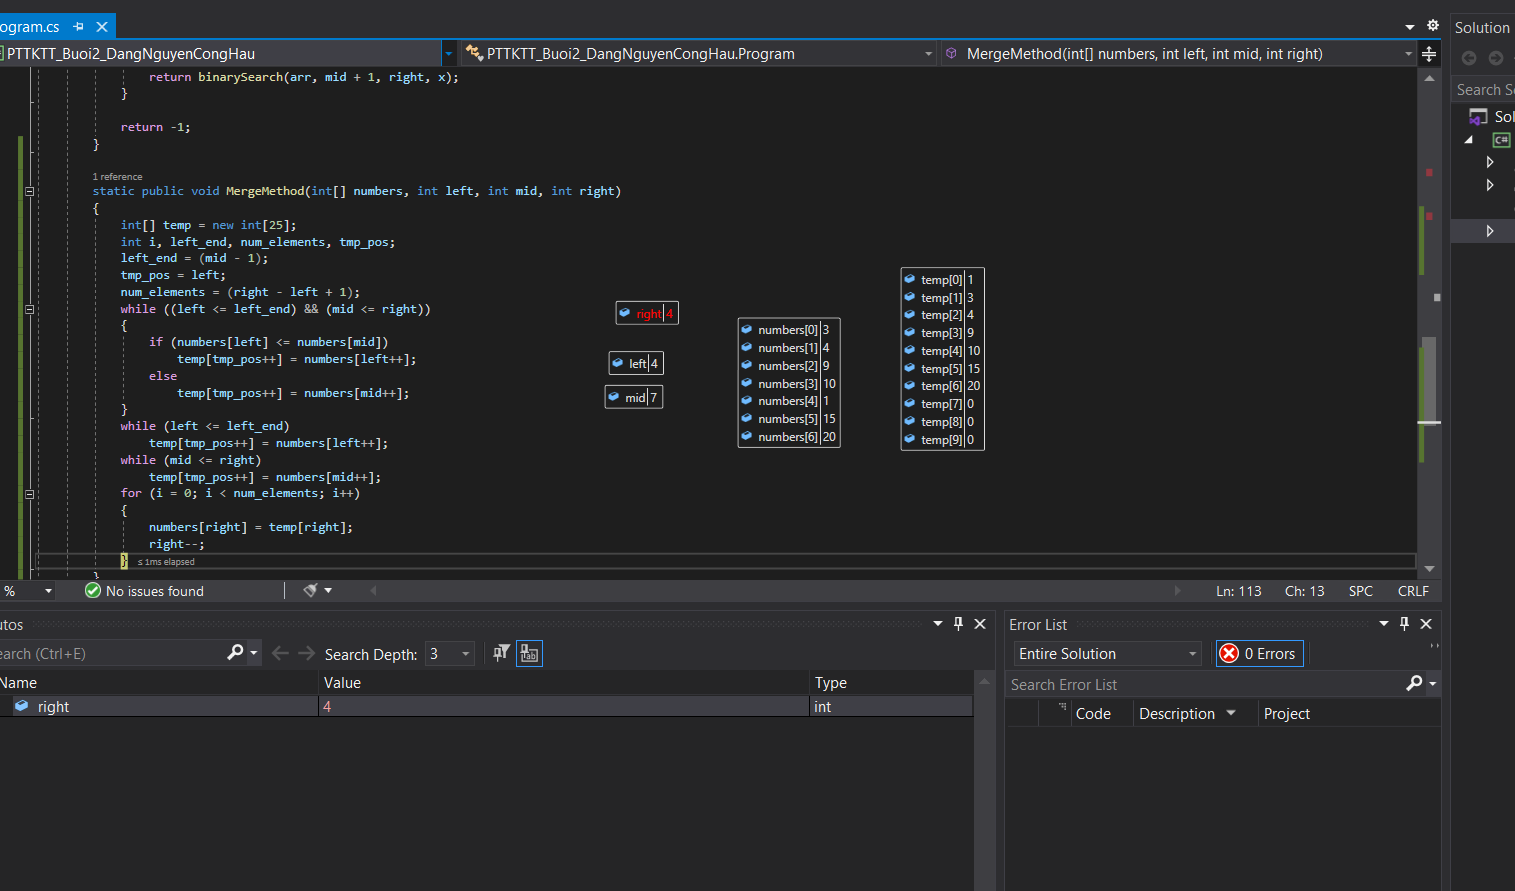 ogram.cs
Solution
PTTKTT_Buoi2_DangNguyenCongHau
PTTKTT_Buoi2_DangNguyenCongHau.Program
MergeMethod(int[] numbers, int left, int mid, int right)
return binarySearch(arr, mid + 1, right, x);
}
return -1;
}
1 reference
static public void MergeMethod(int[] numbers, int left, int mid, int right)
{
int[] temp = new int[25];
int i, left_end, num_elements, tmp_pos;
left_end = (mid - 1);
tmp_pos = left;
num_elements = (right - left + 1);
while ((left <= left_end) && (mid <= right))
{
if (numbers[left] <= numbers[mid])
temp[tmp_pos++] = numbers[left++];
else
temp[tmp_pos++] = numbers[mid++];
}
while (left <= left_end)
temp[tmp_pos++] = numbers[left++];
while (mid <= right)
temp[tmp_pos++] = numbers[mid++];
for (i = 0; i < num_elements; i++)
{
numbers[right] = temp[right];
right--;
} ≤ 1ms elapsed
}
right 4
left 4
mid 7
numbers[0] 3
numbers[1] 4
numbers[2] 9
numbers[3] 10
numbers[4] 1
numbers[5] 15
numbers[6] 20
temp[0] 1
temp[1] 3
temp[2] 4
temp[3] 9
temp[4] 10
temp[5] 15
temp[6] 20
temp[7] 0
temp[8] 0
temp[9] 0
Search So
Sol
C#
%
No issues found
Ln: 113 Ch: 13 SPC CRLF
utos
earch (Ctrl+E)
Search Depth: 3
Name Value Type
right 4 int
Error List
Entire Solution
0 Errors
Search Error List
Code Description Project